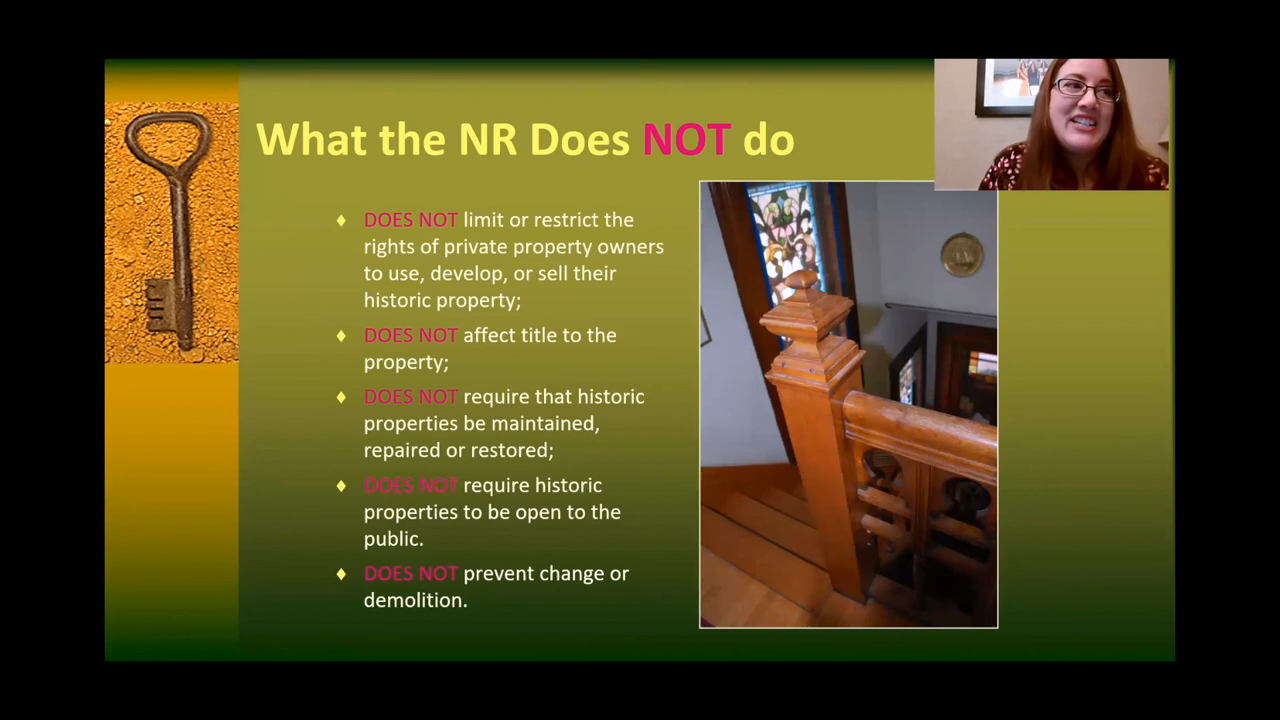 What the NR Does NOT do
DOES NOT limit or restrict the
rights of private property owners
to use, develop, or sell their
historic property;
DOES NOT affect title to the
property;
DOES NOT require that historic
properties be maintained,
repaired or restored;
DOES NOT require historic
properties to be open to the
public.
DOES NOT prevent change or
demolition.